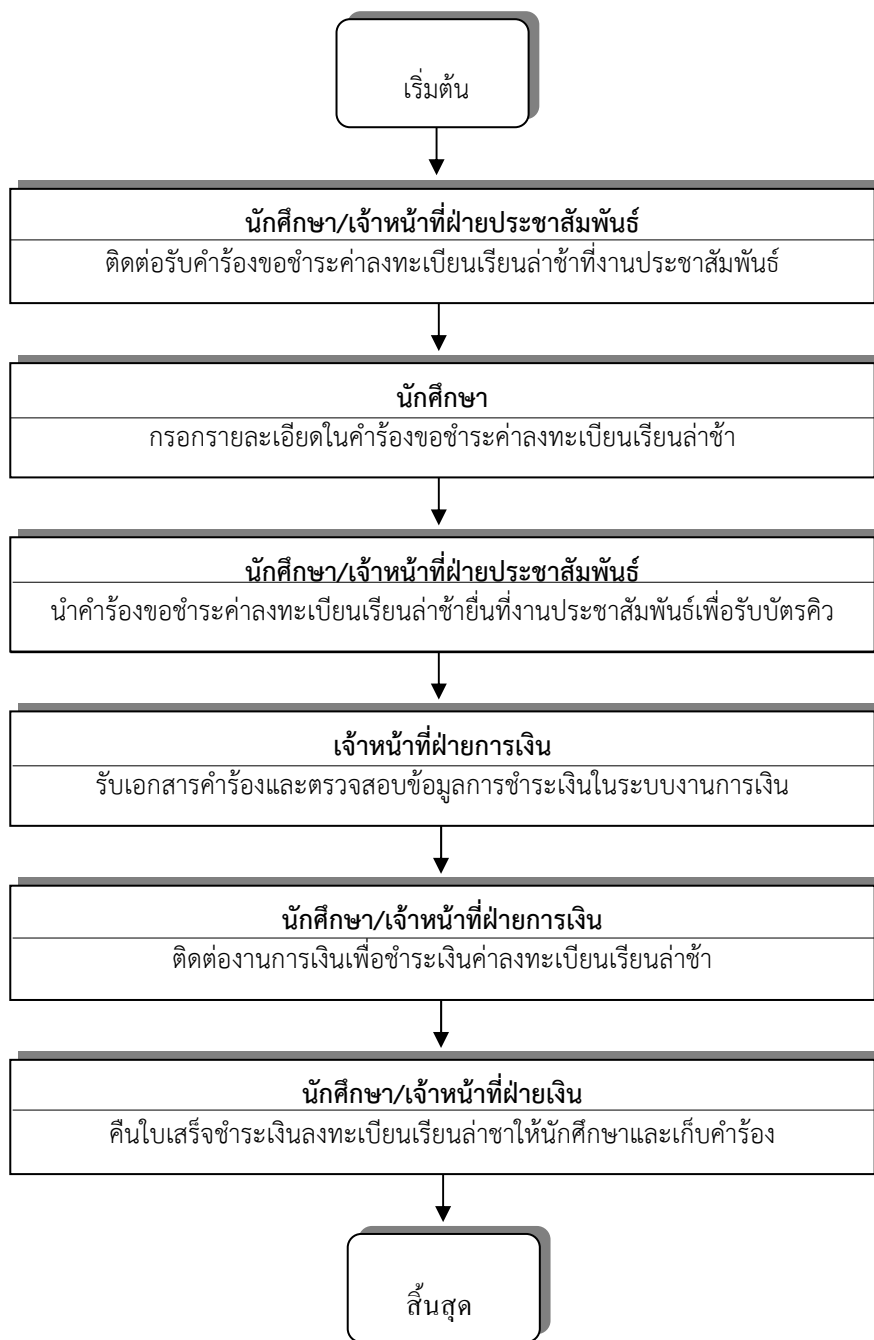 เริ่มต้น
นักศึกษา/เจ้าหน้าที่ฝ่ายประชาสัมพันธ์
ติดต่อรับคำร้องขอชำระค่าลงทะเบียนเรียนล่าช้าที่งานประชาสัมพันธ์
นักศึกษา
กรอกรายละเอียดในคำร้องขอชำระค่าลงทะเบียนเรียนล่าช้า
นักศึกษา/เจ้าหน้าที่ฝ่ายประชาสัมพันธ์
นำคำร้องขอชำระค่าลงทะเบียนเรียนล่าช้ายื่นที่งานประชาสัมพันธ์เพื่อรับบัตรคิว
เจ้าหน้าที่ฝ่ายการเงิน
รับเอกสารคำร้องและตรวจสอบข้อมูลการชำระเงินในระบบงานการเงิน
นักศึกษา/เจ้าหน้าที่ฝ่ายการเงิน
ติดต่องานการเงินเพื่อชำระเงินค่าลงทะเบียนเรียนล่าช้า
นักศึกษา/เจ้าหน้าที่ฝ่ายเงิน
คืนใบเสร็จชำระเงินลงทะเบียนเรียนล่าชาให้นักศึกษาและเก็บคำร้อง
สิ้นสุด